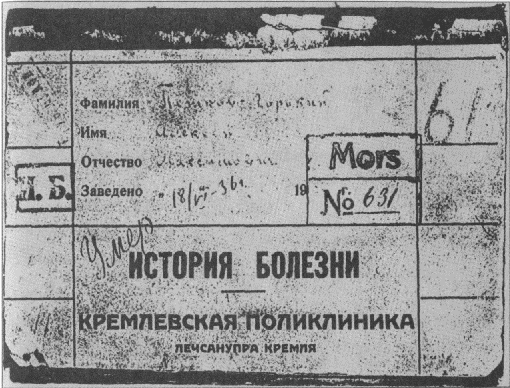 61
Фамилия Пешков-Горький
Имя Алексей
Отчество Максимович
Mors
Л. Б.
Заведено 18/VI-36г. 19 г.
№ 631
Умер
ИСТОРИЯ БОЛЕЗНИ
КРЕМЛЕВСКАЯ ПОЛИКЛИНИКА
ЛЕЧСАНУПРА КРЕМЛЯ